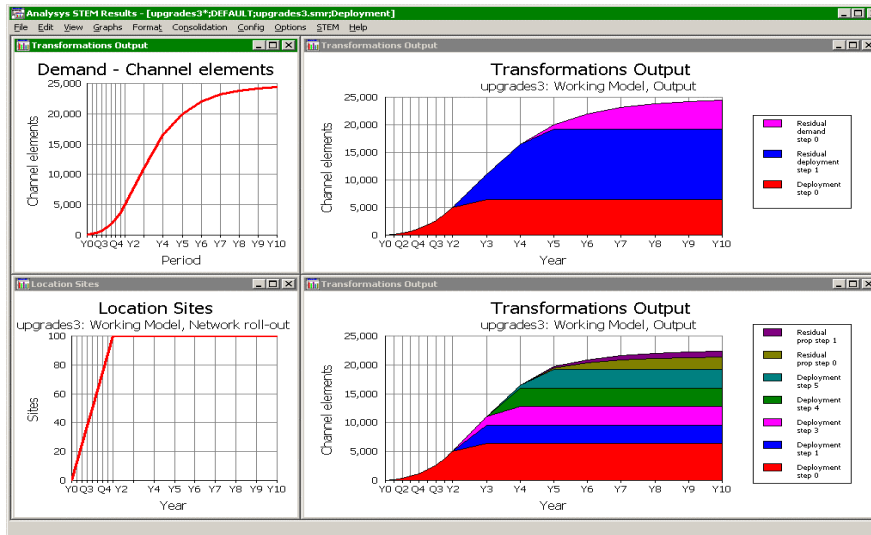 Analysys STEM Results - [upgrades3*;DEFAULT;upgrades3.smr;Deployment]
File Edit View Graphs Format Consolidation Config Options STEM Help
Transformations Output
Demand - Channel elements
25,000
20,000
15,000
10,000
5,000
0
Channel elements
Y0 Q3 Q4 Y2 Y4 Y5 Y6 Y7 Y8 Y9 Y10
Period
Transformations Output
Transformations Output
upgrades3: Working Model, Output
25,000
20,000
15,000
10,000
5,000
0
Channel elements
Y0 Q2 Q4 Q3 Y2 Y3 Y4 Y5 Y6 Y7 Y8 Y9 Y10
Year
Residual
demand
step 0
Residual
deployment
step 1
Deployment
step 0
Location Sites
Location Sites
upgrades3: Working Model, Network roll-out
100
80
60
40
20
0
Sites
Y0 Q3 Q4 Y2 Y4 Y5 Y6 Y7 Y8 Y9 Y10
Year
Transformations Output
Transformations Output
upgrades3: Working Model, Output
25,000
20,000
15,000
10,000
5,000
0
Channel elements
Y0 Q2 Q4 Q3 Y2 Y3 Y4 Y5 Y6 Y7 Y8 Y9 Y10
Year
Residual
prop step 1
Residual
prop step 0
Deployment
step 5
Deployment
step 4
Deployment
step 3
Deployment
step 1
Deployment
step 0